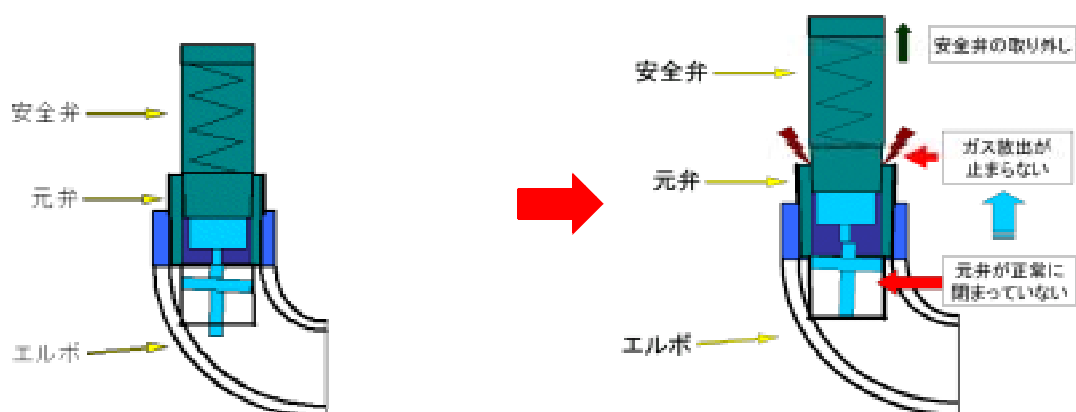 安全弁
元弁
エルボ
安全弁
元弁
エルボ
安全弁の取り外し
ガス放出が
止まらない
元弁が正常に
閉まっていない